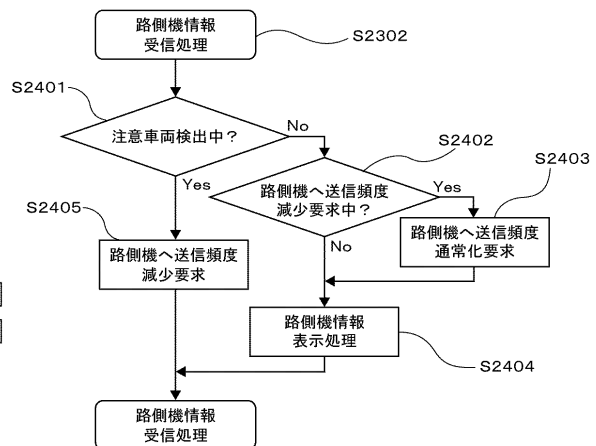 路側機情報
受信処理
S2302
S2401
注意車両検出中？
No
S2402
Yes
路側機へ送信頻度
減少要求中？
Yes
S2403
S2405
路側機へ送信頻度
減少要求
No
路側機へ送信頻度
通常化要求
路側機情報
表示処理
S2404
路側機情報
受信処理